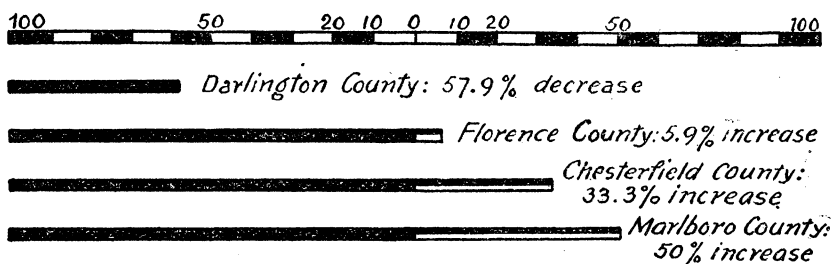 100 50 20 10 0 10 20 50 100
Darlington County: 57.9% decrease
Florence County: 5.9% increase
Chesterfield County:
33.3% increase
Marlboro County:
50% increase